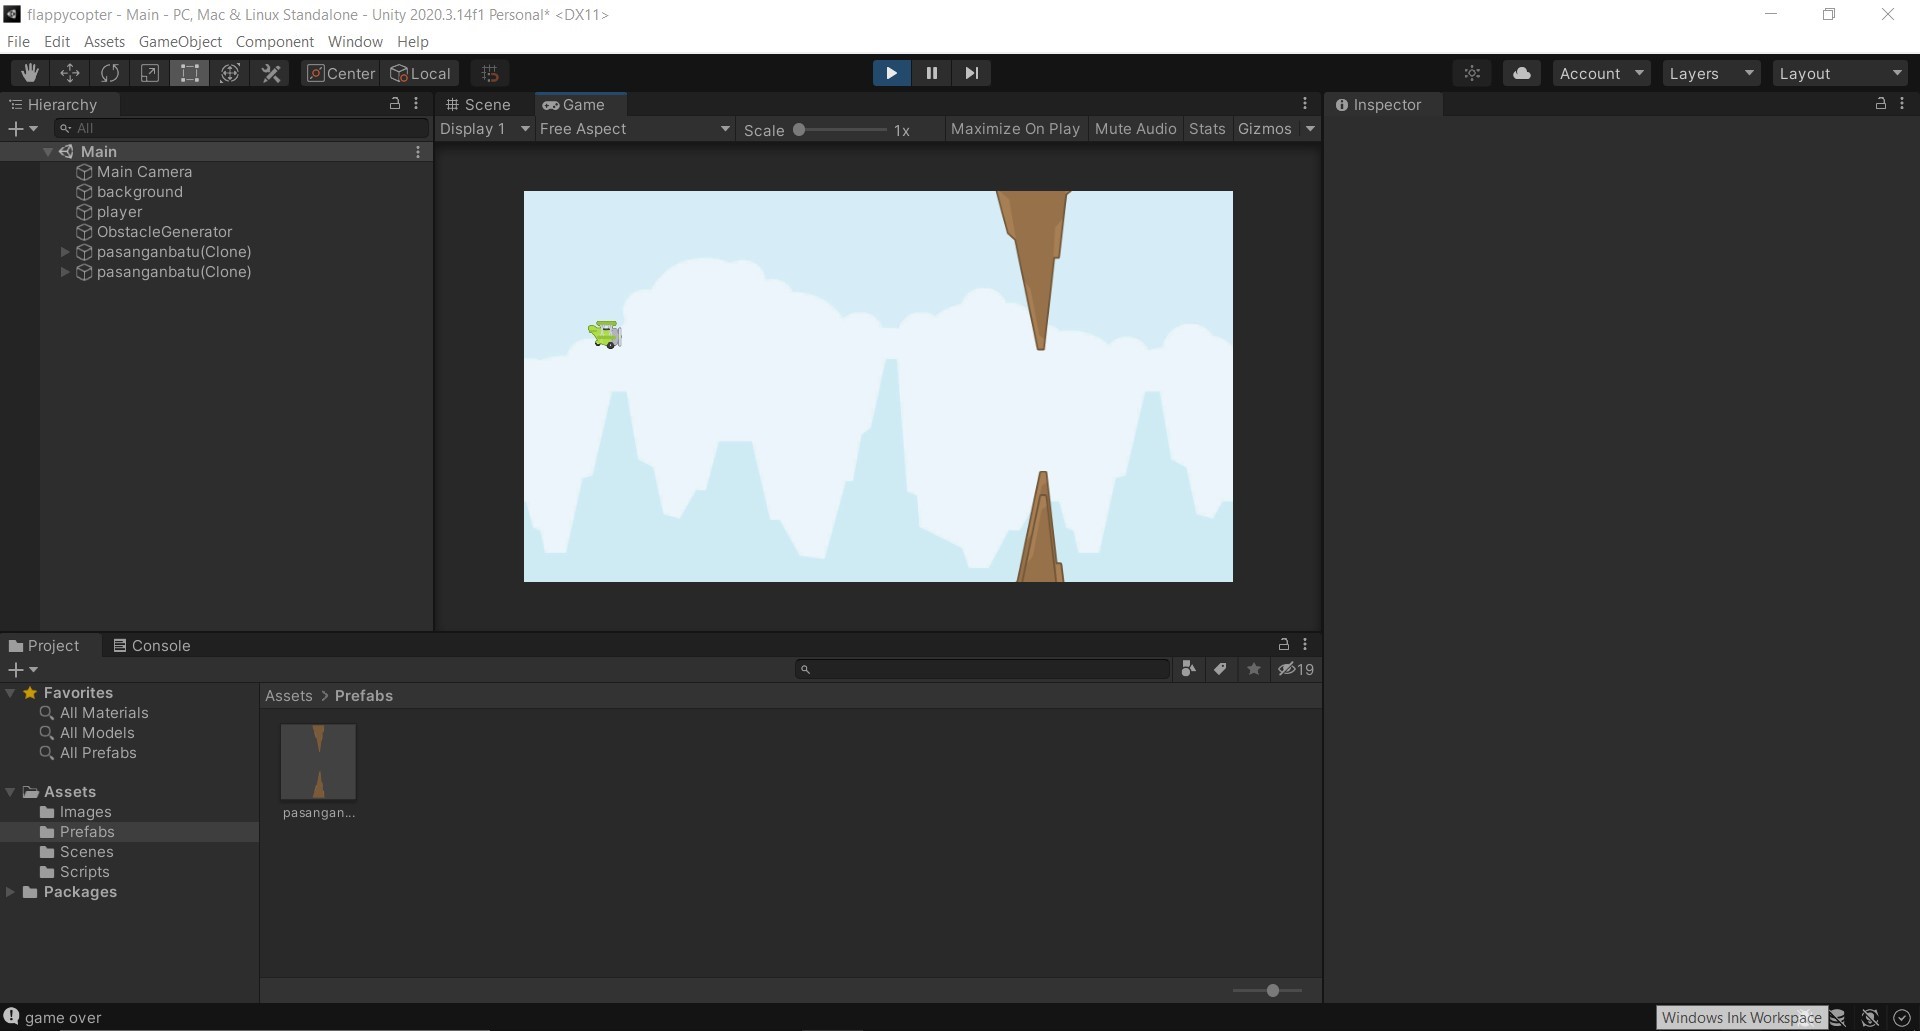 flappycopter - Main - PC, Mac & Linux Standalone - Unity 2020.3.14f1 Personal* <DX11>
File Edit Assets GameObject Component Window Help
Center Local Account Layers Layout
Hierarchy
All
Main
Main Camera
background
player
ObstacleGenerator
pasanganbatu(Clone)
pasanganbatu(Clone)
Scene Game
Display 1 Free Aspect Scale 1x Maximize On Play Mute Audio Stats Gizmos
Inspector
Project Console
19
Favorites
All Materials
All Models
All Prefabs
Assets
Images
Prefabs
Scenes
Scripts
Packages
Assets > Prefabs
pasangan...
game over
Windows Ink Workspace